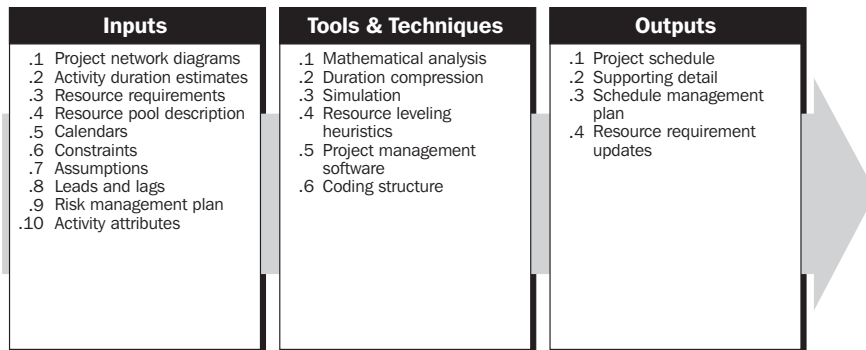 Inputs
.1 Project network diagrams
.2 Activity duration estimates
.3 Resource requirements
.4 Resource pool description
.5 Calendars
.6 Constraints
.7 Assumptions
.8 Leads and lags
.9 Risk management plan
.10 Activity attributes
Tools & Techniques
.1 Mathematical analysis
.2 Duration compression
.3 Simulation
.4 Resource leveling
heuristics
.5 Project management
software
.6 Coding structure
Outputs
.1 Project schedule
.2 Supporting detail
.3 Schedule management
plan
.4 Resource requirement
updates